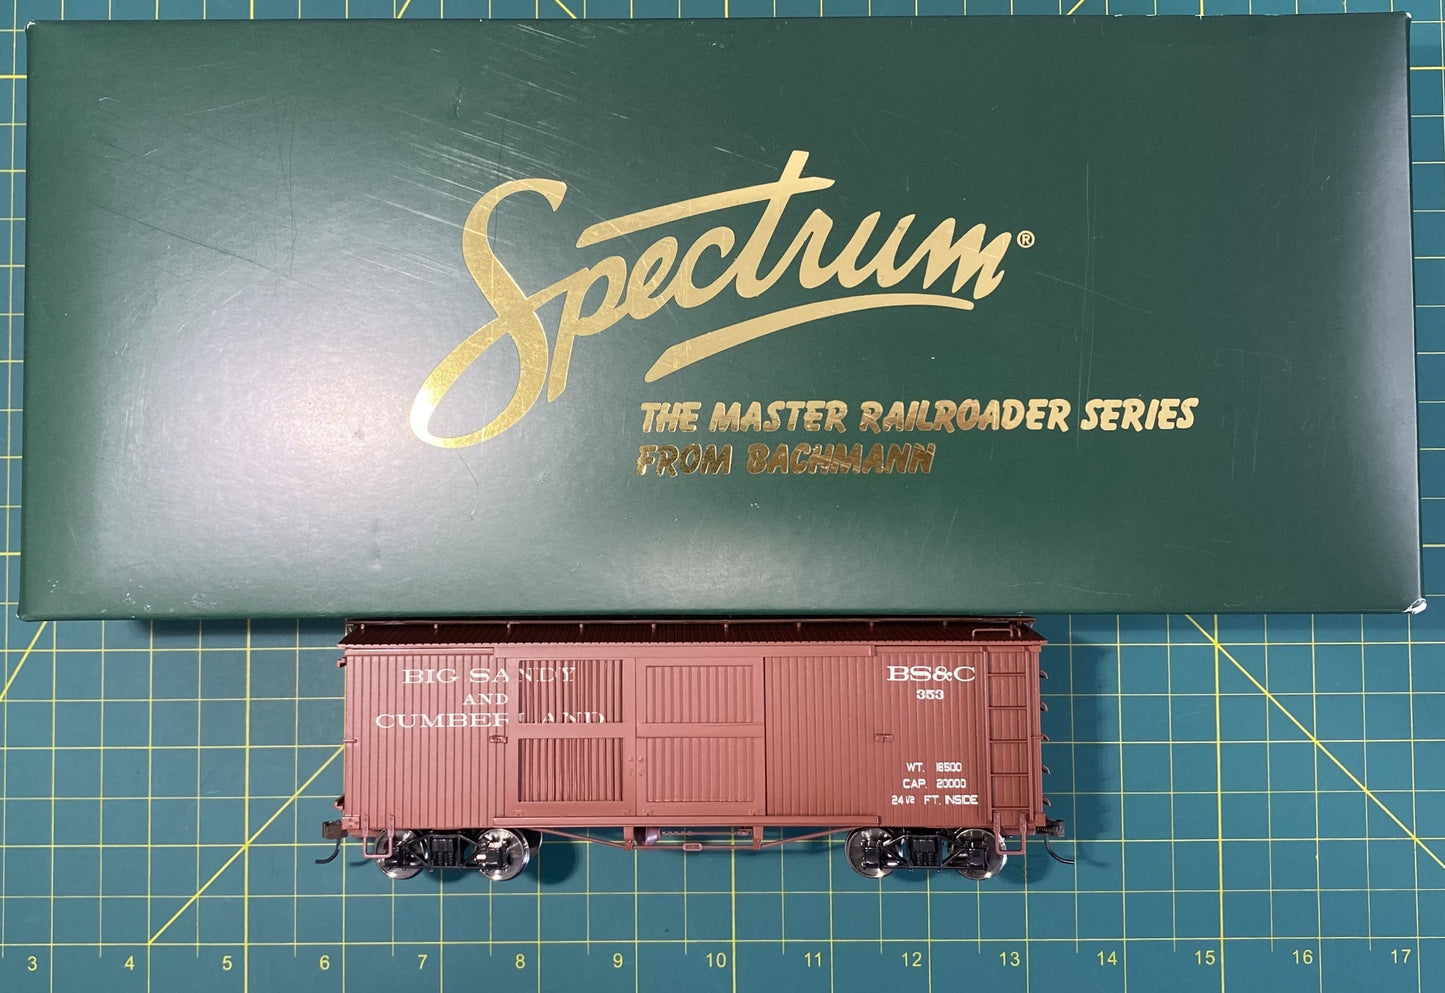 Spectrum®
THE MASTER RAILROADER SERIES
FROM BACHMANN
BIG SANDY
AND
CUMBERLAND
BS&C
353
WT. 18500
CAP. 20000
24 1/2 FT. INSIDE
3 4 5 6 7 8 9 10 11 12 13 14 15 16 17